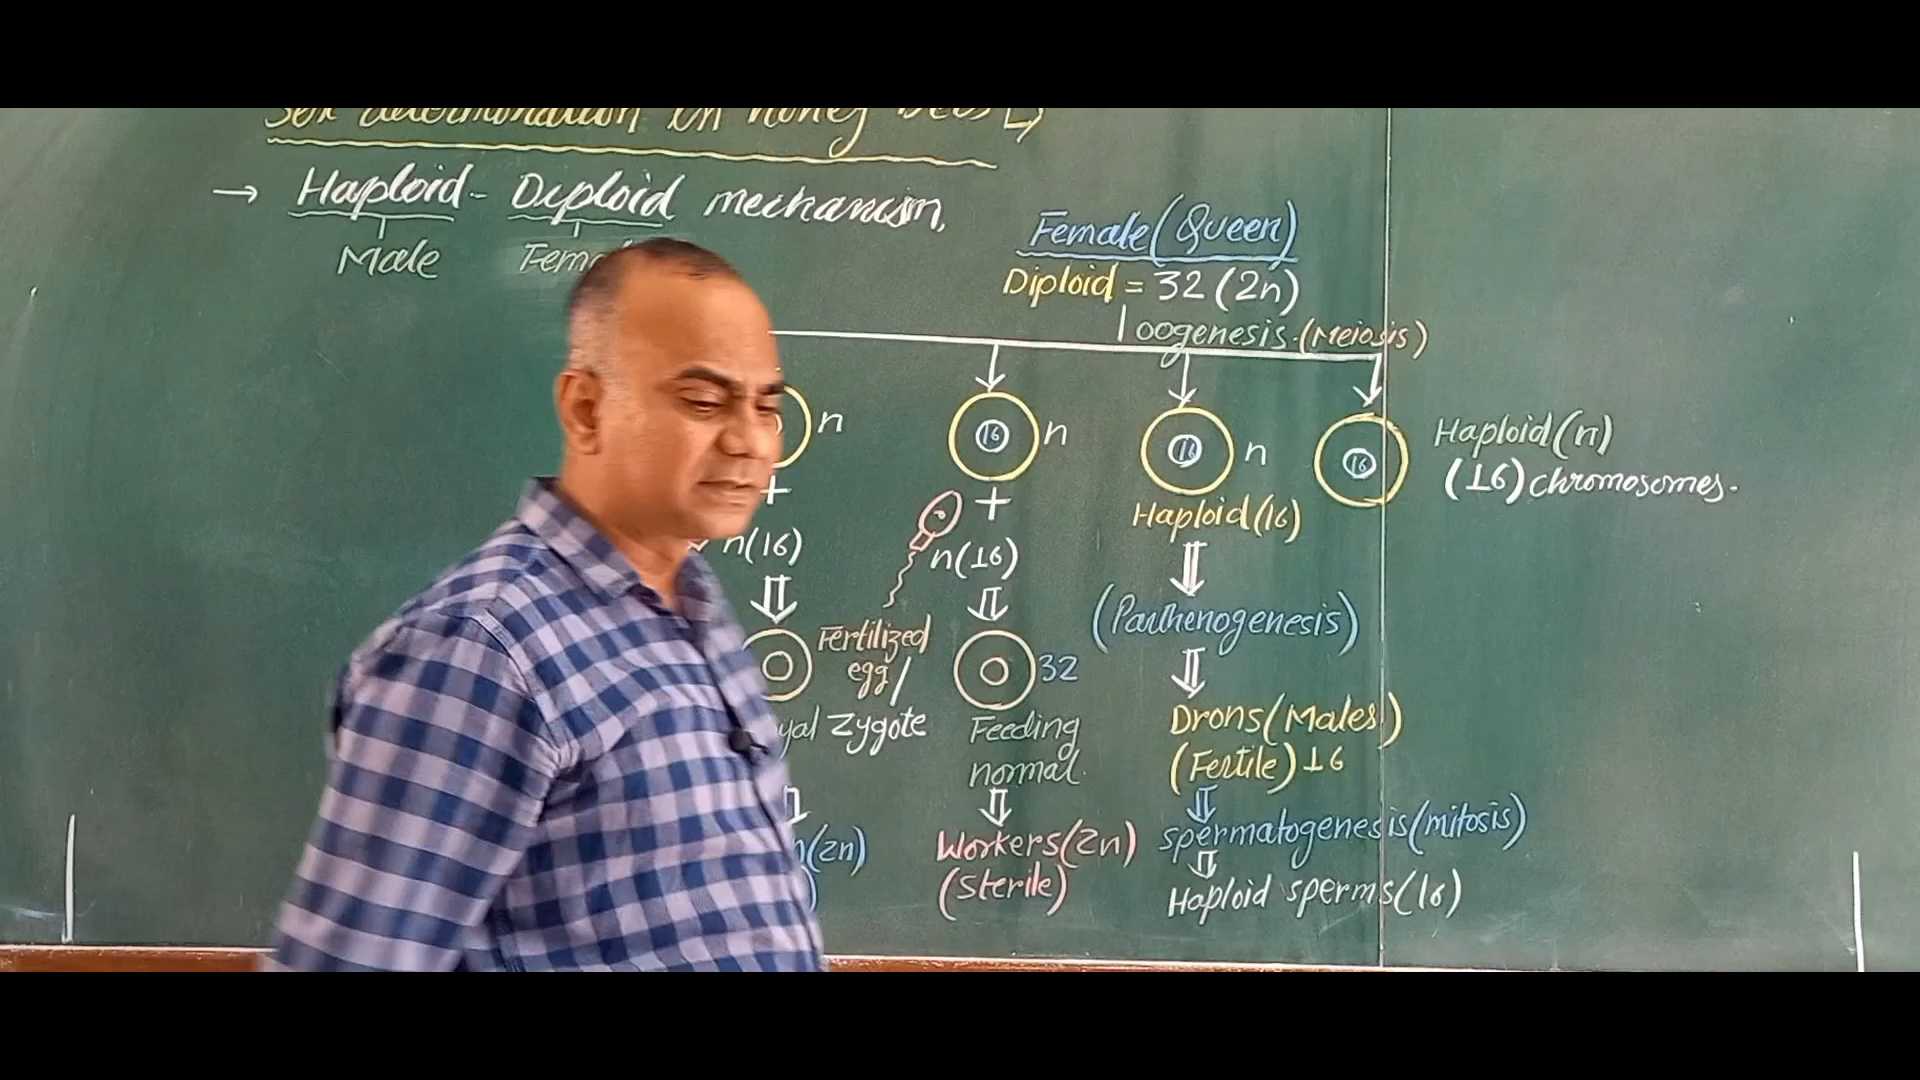 Sex determination in honey bees
→ Haploid - Diploid mechanism,
Male
Female (Queen)
Diploid = 32 (2n)
oogenesis. (Meiosis)
n
16 n
16 n
16
Haploid (n)
(16) chromosomes.
+
+
Haploid (16)
n(16)
n(16)
(Parthenogenesis)
Fertilized
egg/
32
zygote
Feeding
normal.
Drons (Males)
(Fertile) 16
(2n)
Workers (2n)
(Sterile)
spermatogenesis (mitosis)
Haploid sperms (16)